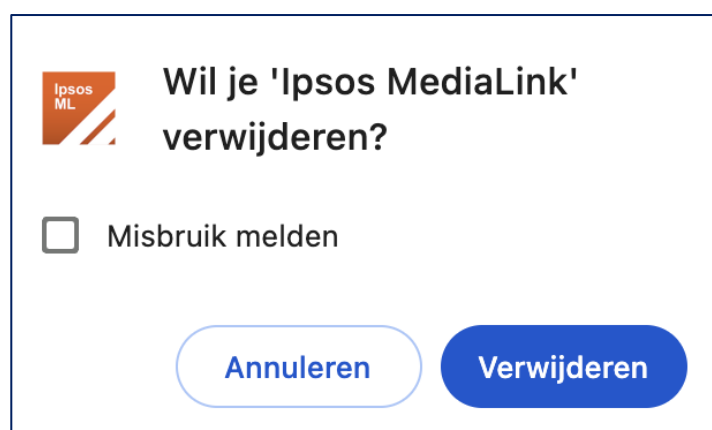 Ipsos
ML
Wil je 'Ipsos MediaLink'
verwijderen?
Misbruik melden
Annuleren
Verwijderen